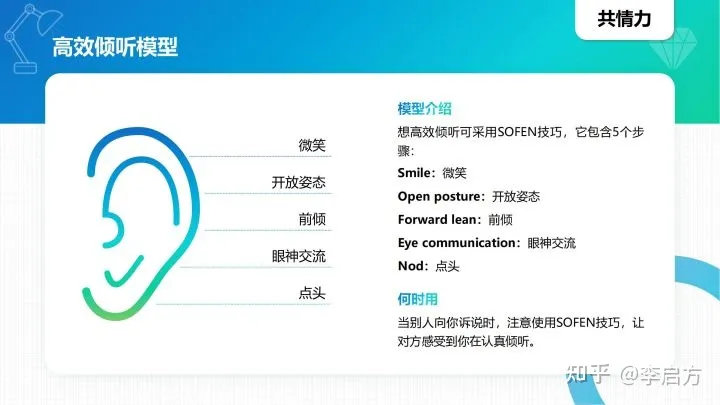 共情力
高效倾听模型
微笑
开放姿态
前倾
眼神交流
点头
模型介绍
想高效倾听可采用SOFEN技巧，它包含5个步
骤：
Smile：微笑
Open posture：开放姿态
Forward lean：前倾
Eye communication：眼神交流
Nod：点头
何时用
当别人向你诉说时，注意使用SOFEN技巧，让
对方感受到你在认真倾听。
知乎 @李启方